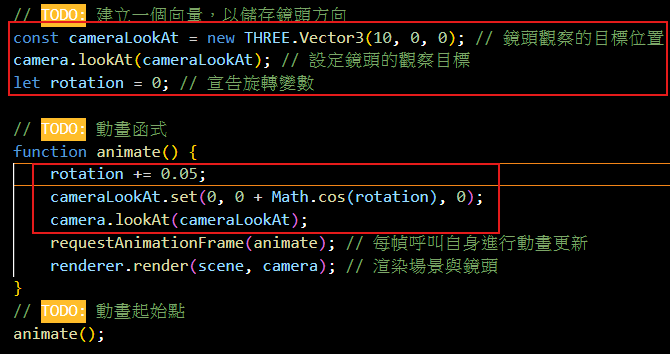 // TODO: 建立一個向量，以儲存鏡頭方向
const cameraLookAt = new THREE.Vector3(10, 0, 0); // 鏡頭觀察的目標位置
camera.lookAt(cameraLookAt); // 設定鏡頭的觀察目標
let rotation = 0; // 宣告旋轉變數
// TODO: 動畫函式
function animate() {
rotation += 0.05;
cameraLookAt.set(0, 0 + Math.cos(rotation), 0);
camera.lookAt(cameraLookAt);
requestAnimationFrame(animate); // 每幀呼叫自身進行動畫更新
renderer.render(scene, camera); // 渲染場景與鏡頭
}
// TODO: 動畫起始點
animate();